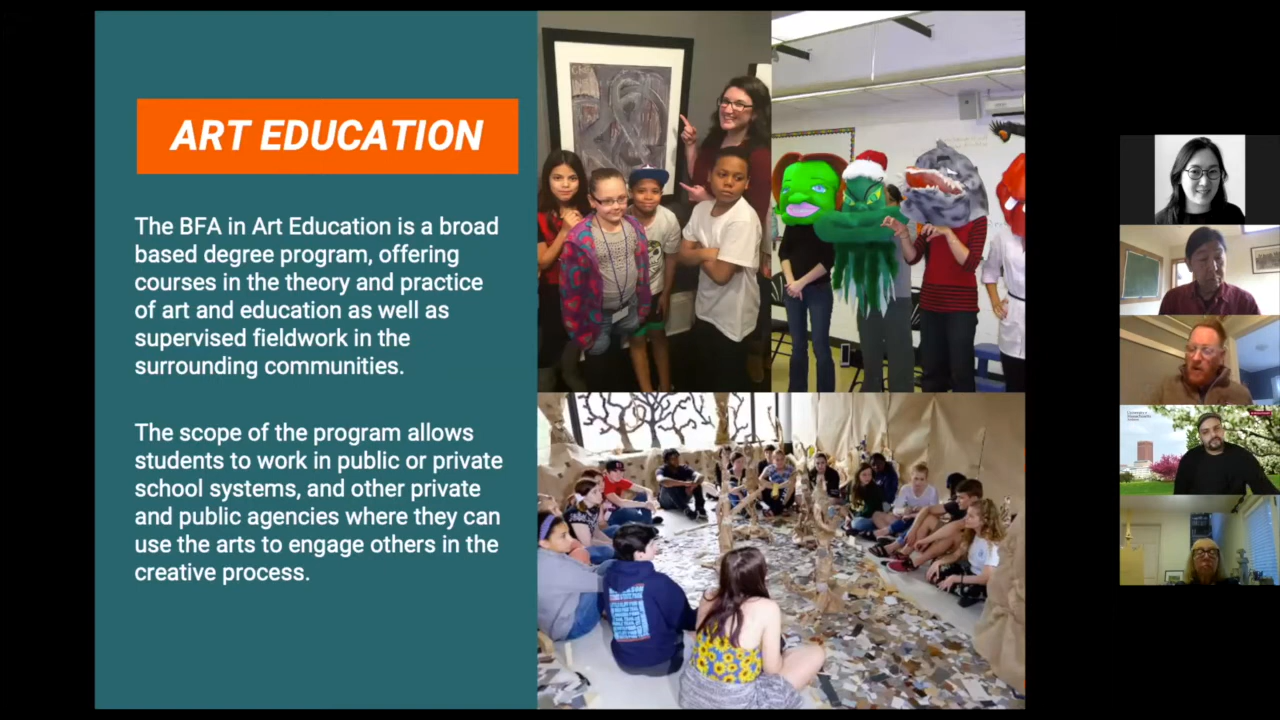 ART EDUCATION
The BFA in Art Education is a broad
based degree program, offering
courses in the theory and practice
of art and education as well as
supervised fieldwork in the
surrounding communities.
The scope of the program allows
students to work in public or private
school systems, and other private
and public agencies where they can
use the arts to engage others in the
creative process.